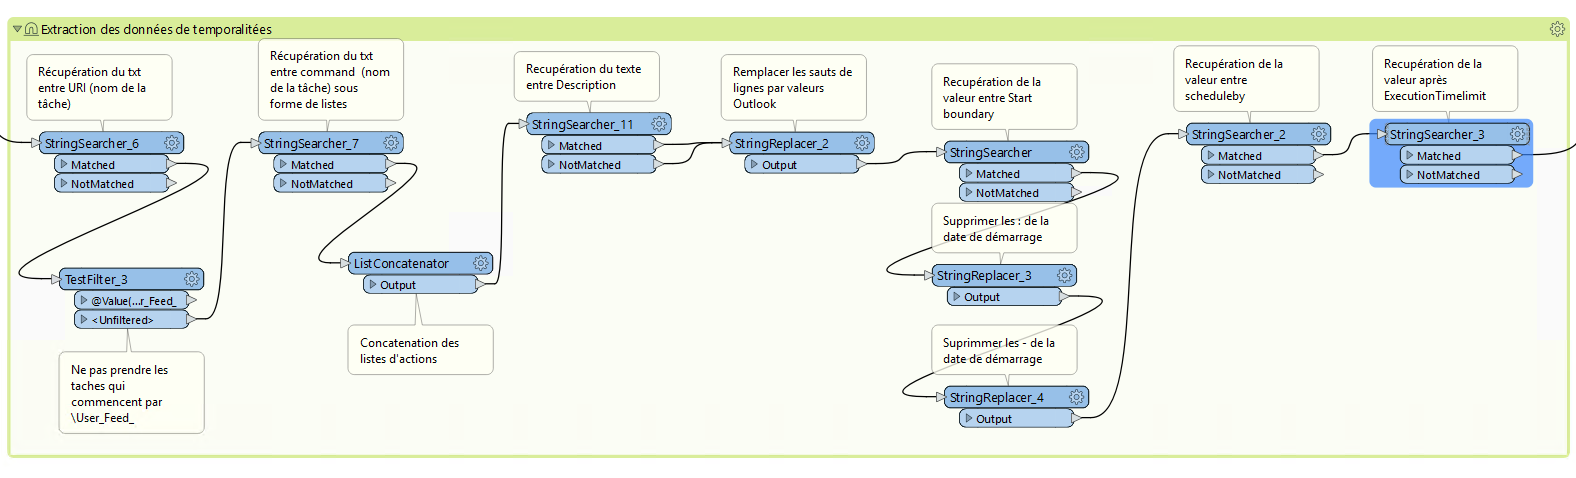 Extraction des données de temporalitées
Récupération du txt
entre URI (nom de la
tâche)
StringSearcher_6
Matched
NotMatched
TestFilter_3
@Value(...r_Feed_
<Unfiltered>
Ne pas prendre les
taches qui
commencent par
\User_Feed_
Récupération du txt
entre command (nom
de la tâche) sous
forme de listes
StringSearcher_7
Matched
NotMatched
ListConcatenator
Output
Concatenation des
listes d'actions
Recupération du texte
entre Description
StringSearcher_11
Matched
NotMatched
Remplacer les sauts de
lignes par valeurs
Outlook
StringReplacer_2
Output
Recupération de la
valeur entre Start
boundary
StringSearcher
Matched
NotMatched
Supprimer les : de la
date de démarrage
StringReplacer_3
Output
Suprimmer les - de la
date de démarrage
StringReplacer_4
Output
Recupération de la
valeur entre
scheduleby
StringSearcher_2
Matched
NotMatched
Recupération de la
valeur après
ExecutionTimelimit
StringSearcher_3
Matched
NotMatched